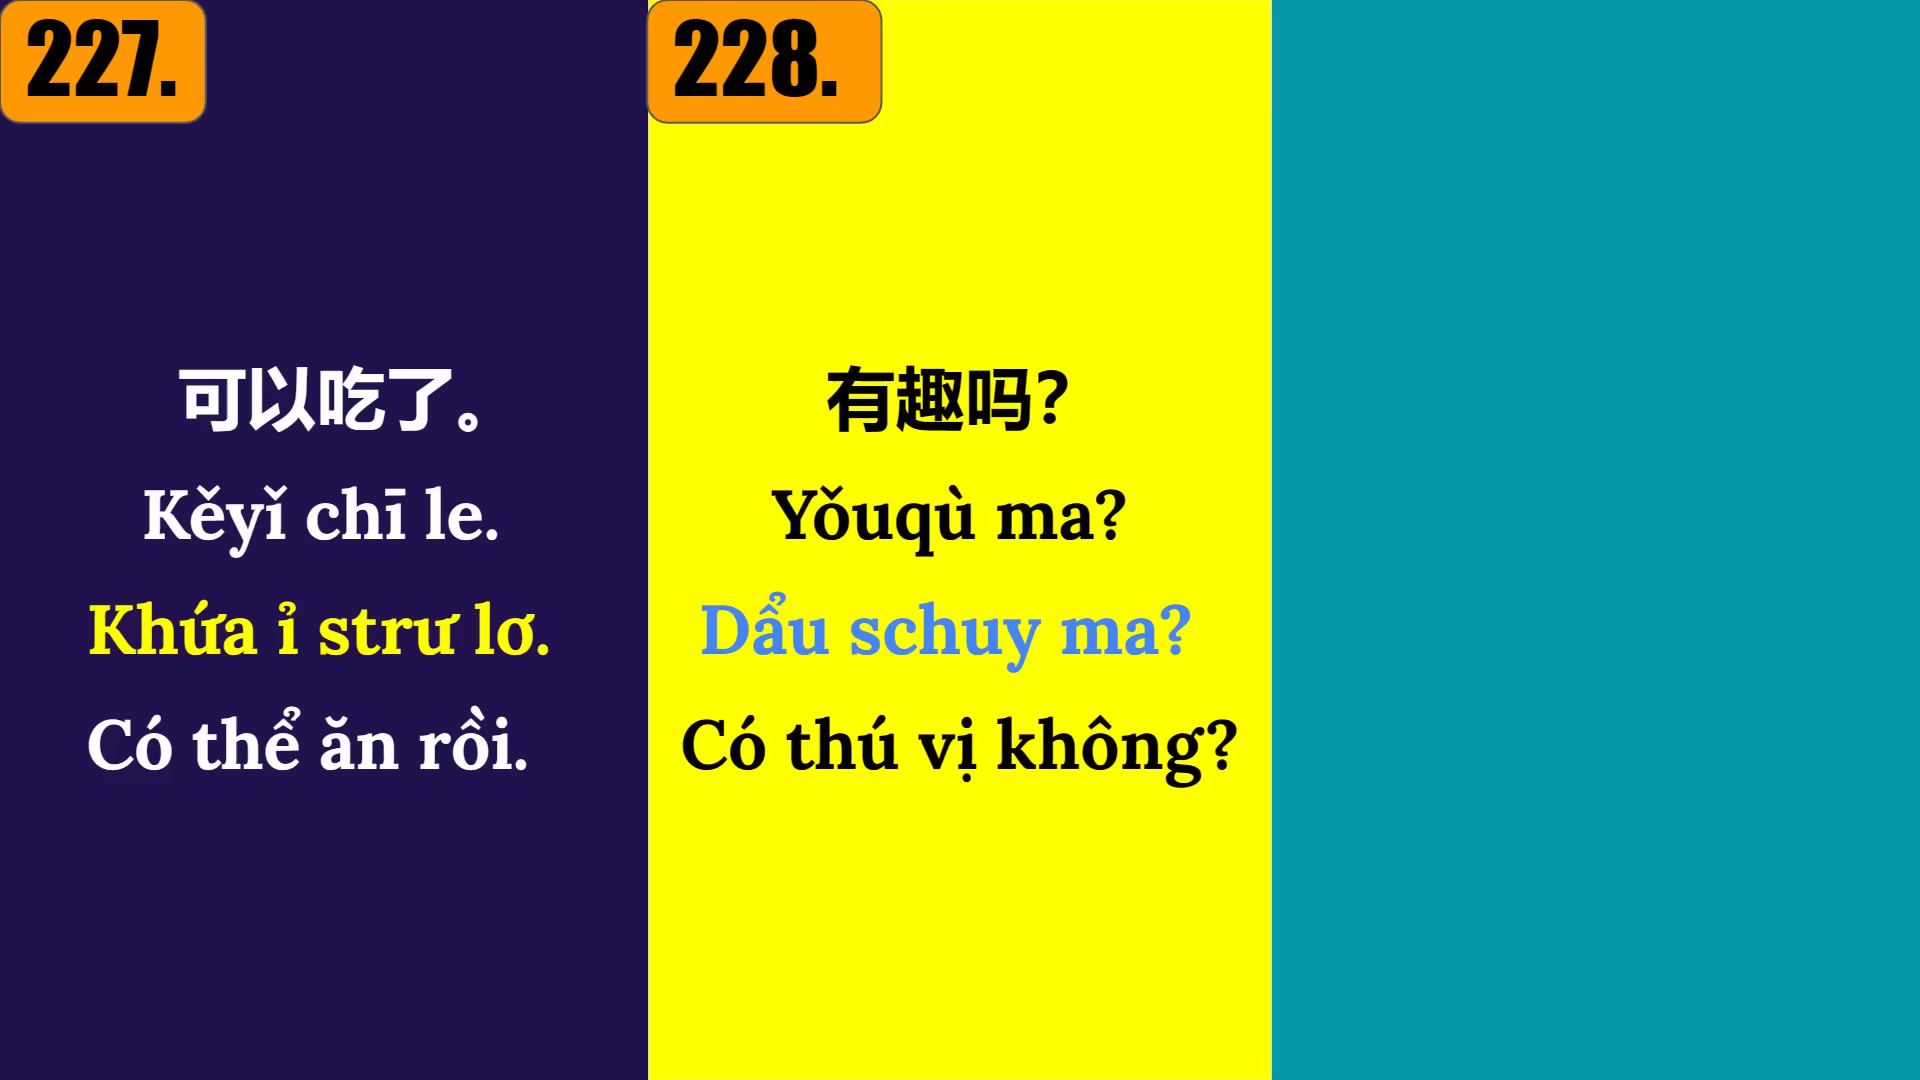 227.
可以吃了。
Kěyǐ chī le.
Khứa ỉ strư lơ.
Có thể ăn rồi.
228.
有趣吗？
Yǒuqù ma?
Dẩu schuy ma?
Có thú vị không?